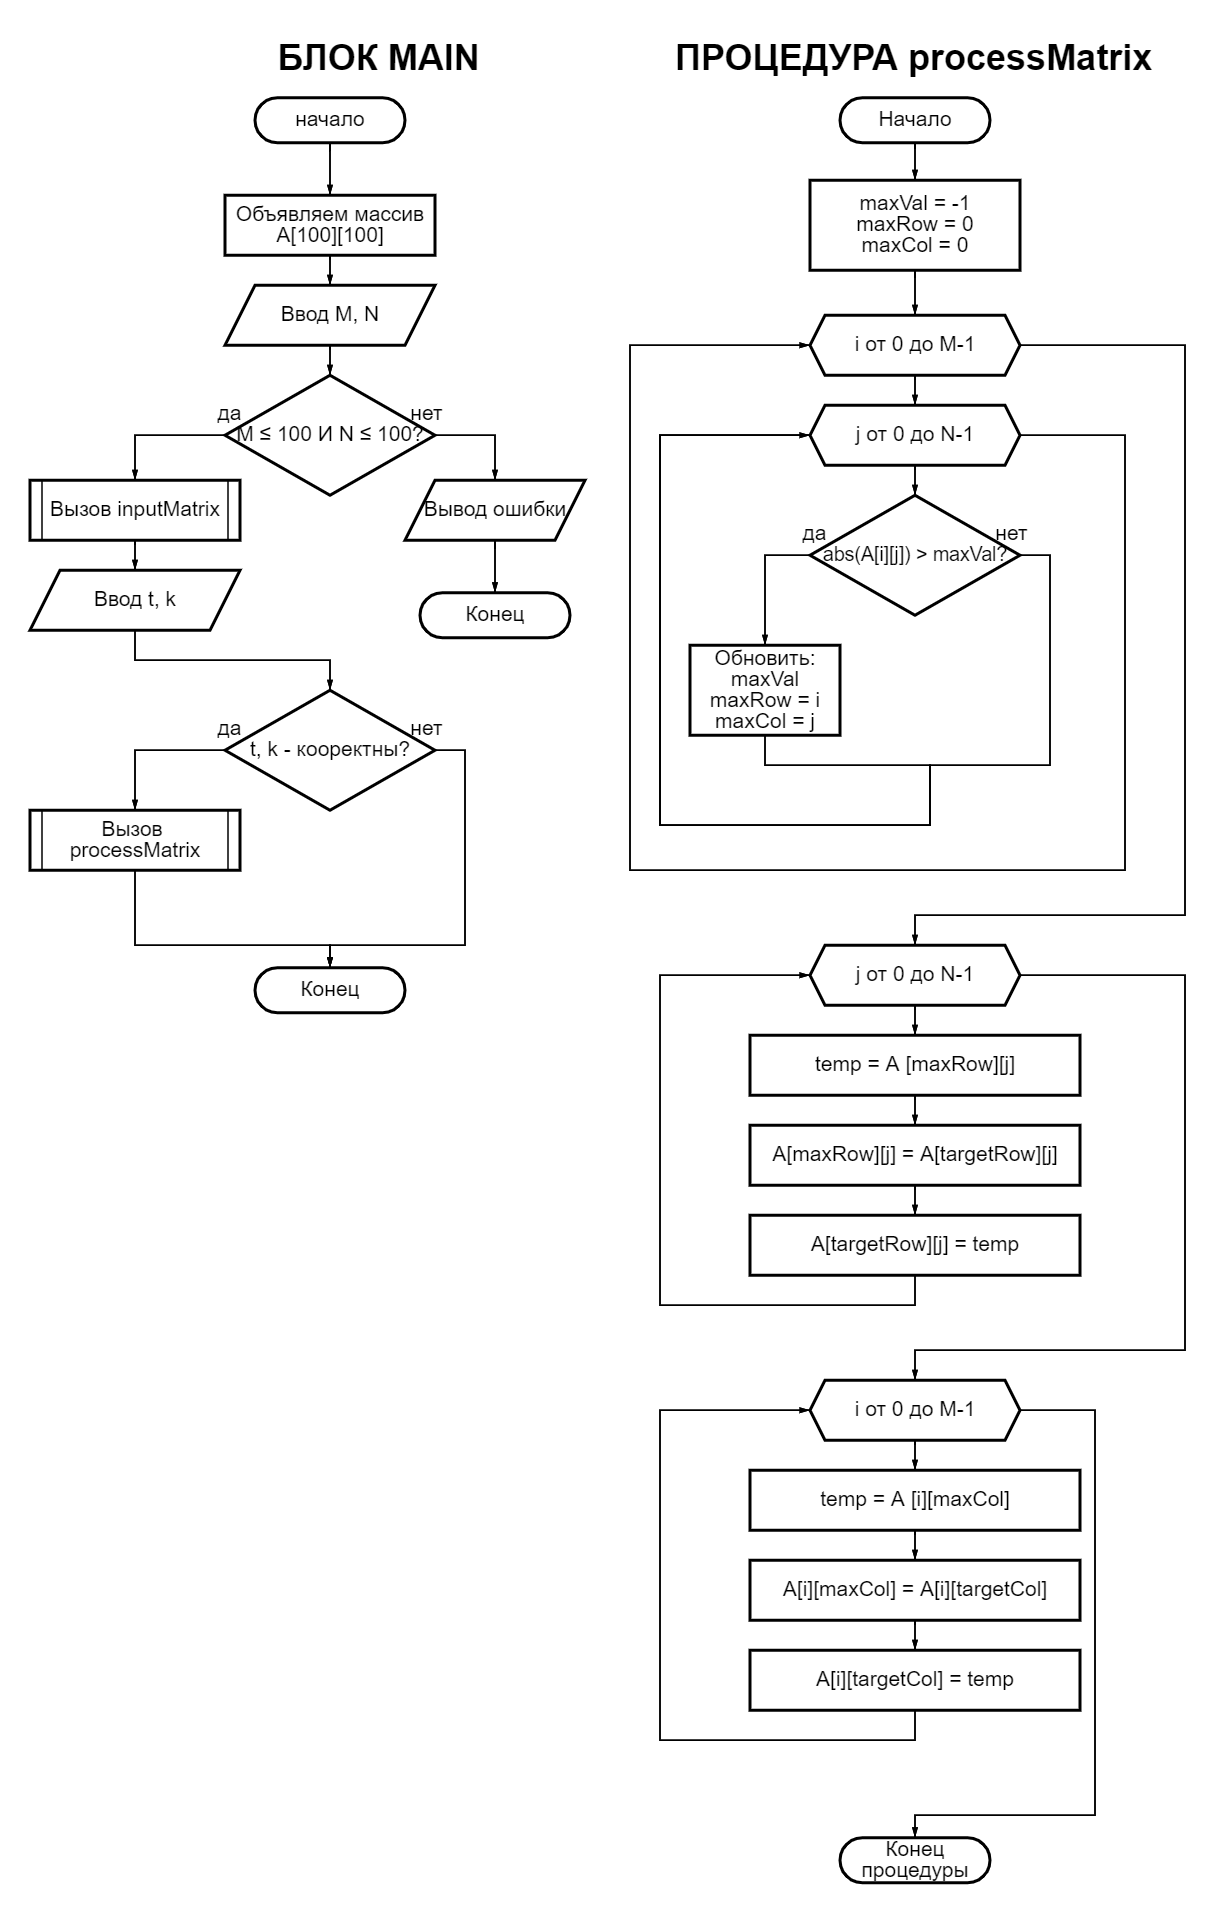 БЛОК MAIN
начало
Объявляем массив
A[100][100]
Ввод M, N
да
нет
M ≤ 100 И N ≤ 100?
Вызов inputMatrix
Вывод ошибки
Ввод t, k
Конец
да
нет
t, k - кооректны?
Вызов
processMatrix
Конец
ПРОЦЕДУРА processMatrix
Начало
maxVal = -1
maxRow = 0
maxCol = 0
i от 0 до M-1
j от 0 до N-1
да
нет
abs(A[i][j]) > maxVal?
Обновить:
maxVal
maxRow = i
maxCol = j
j от 0 до N-1
temp = A [maxRow][j]
A[maxRow][j] = A[targetRow][j]
A[targetRow][j] = temp
i от 0 до M-1
temp = A [i][maxCol]
A[i][maxCol] = A[i][targetCol]
A[i][targetCol] = temp
Конец
процедуры